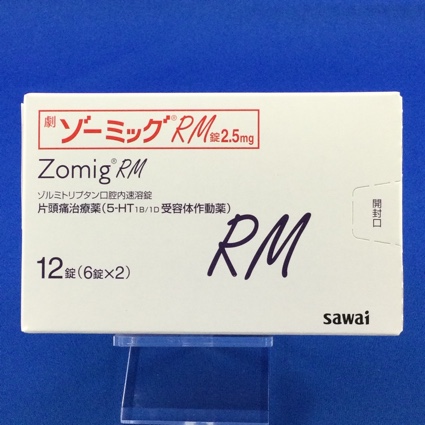 劇 ゾーミッグ® RM錠2.5mg
Zomig® RM
ゾルミトリプタン口腔内速溶錠
片頭痛治療薬(5-HT1B/1D 受容体作動薬)
RM
12錠(6錠×2)
開封口
sawai